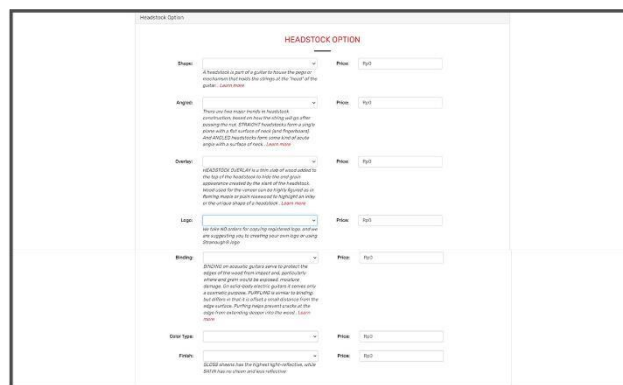 Headstock Option
HEADSTOCK OPTION
Shape: Price: Rp0
A headstock is part of a guitar to house the pegs or
mechanism that holds the strings at the "head" of the
guitar . Learn more
Angled: Price: Rp0
There are two major trends in headstock
construction, based on how the string will go after
passing the nut. STRAIGHT headstocks form a single
plane with a flat surface of neck (and fingerboard)
And ANGLED headstocks form some kind of acute
angle with a surface of neck . Learn more
Overlay: Price: Rp0
HEADSTOCK OVERLAY is a thin slab of wood added to
the top of the headstock to hide the end grain
appearance created by the slant of the headstock.
Wood used for the veneer can be highly figured as in
flaming maple or plain rosewood to highlight an inlay
or the unique shape of a headstock . Learn more
Logo: Price: Rp0
We take NO orders for copying registered logo, and we
are suggesting you to creating your own logo or using
logo
Binding: Price: Rp0
BINDING on acoustic guitars serve to protect the
edges of the wood from impact and, particularly
where end grain would be exposed, moisture
damage. On solid-body electric guitars it serves only
a cosmetic purpose. PURFLING is similar to binding,
but differs in that it is offset a small distance from the
edge surface. Purfling helps prevent cracks at the
edge from extending deeper into the wood . Learn
more
Color Type: Price: Rp0
Finish: Price: Rp0
GLOSS sheens has the highest light-reflective, while
SATIN has no sheen and less reflective